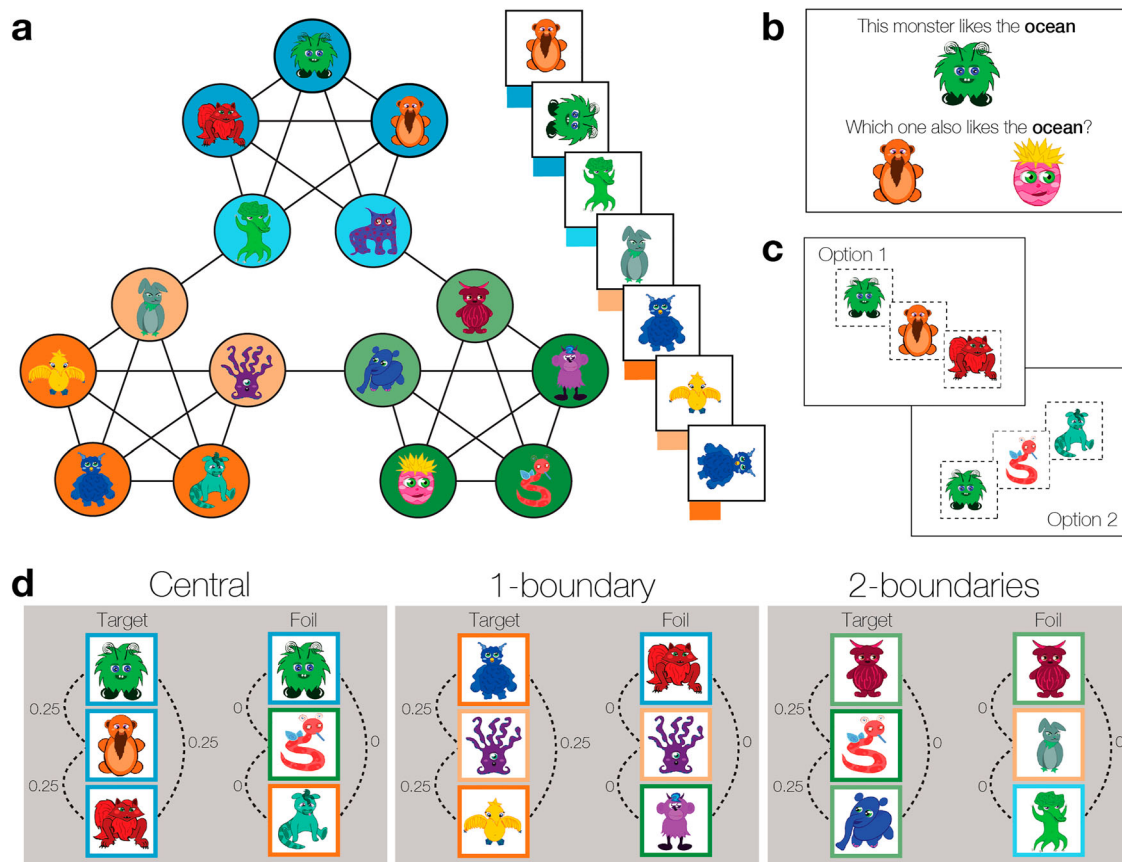 a
b
This monster likes the ocean
Which one also likes the ocean?
c
Option 1
Option 2
d
Central
1-boundary
2-boundaries
Target
Foil
Target
Foil
Target
Foil
0.25
0.25
0.25
0
0
0
0.25
0.25
0.25
0
0
0
0.25
0.25
0
0
0
0